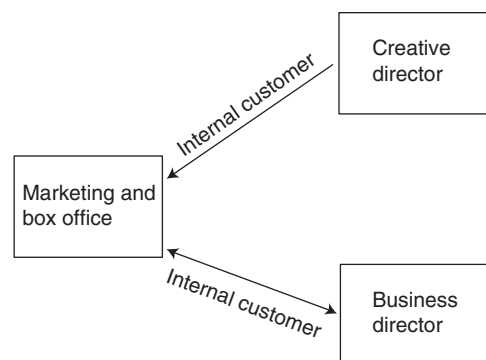 Creative
director
Internal customer
Marketing and
box office
Internal customer
Business
director